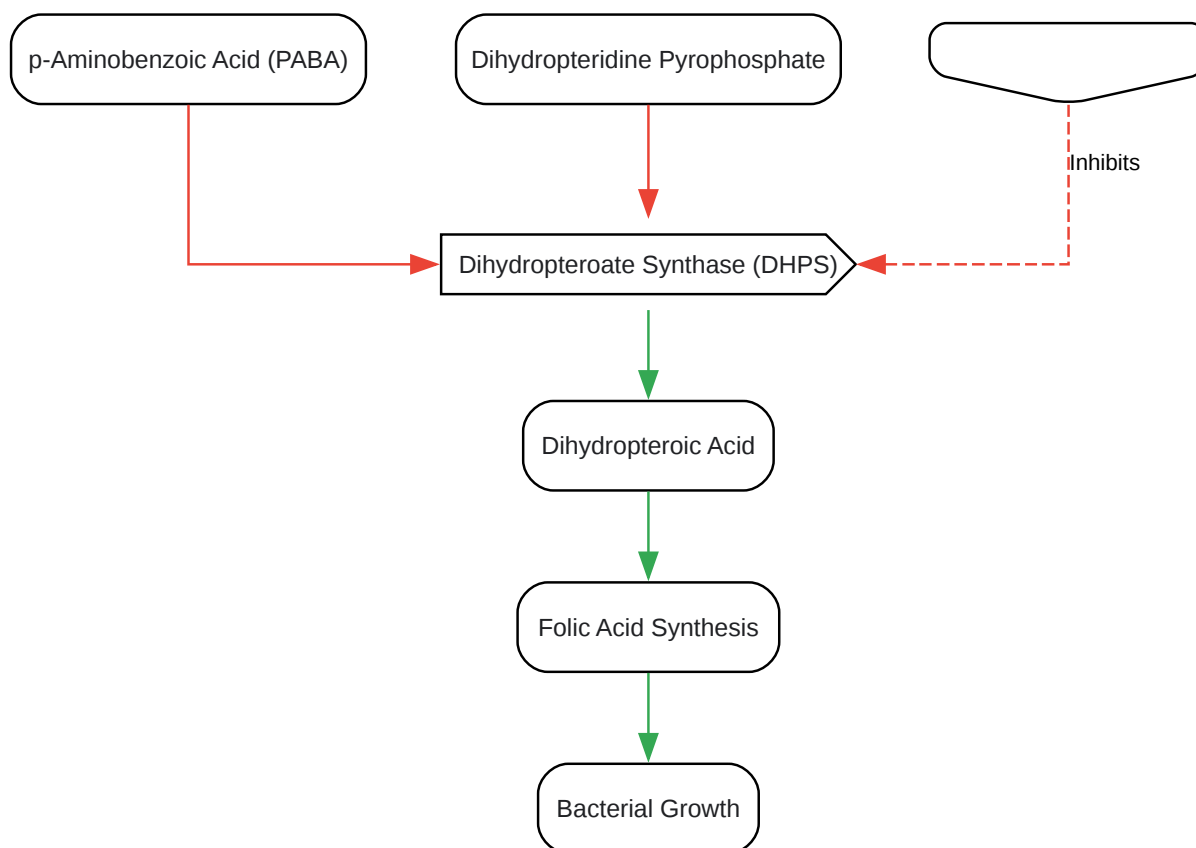 p-Aminobenzoic Acid (PABA)
Dihydropteridine Pyrophosphate
Inhibits
Dihydropteroate Synthase (DHPS)
Dihydropteroic Acid
Folic Acid Synthesis
Bacterial Growth